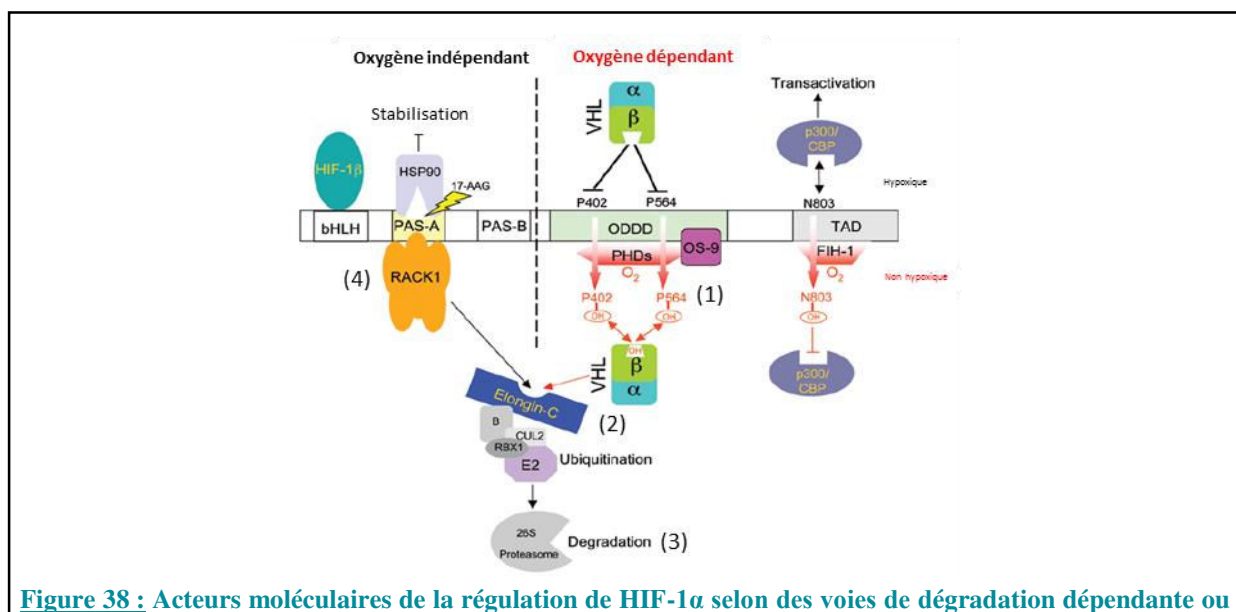 Oxygène indépendant
Oxygène dépendant
α
β
VHL
Transactivation
p300/
CBP
Stabilisation
HIF-1β
HSP90
17-AAG
Hypoxique
P402
P564
N803
bHLH
PAS-A
PAS-B
ODDD
TAD
OS-9
PHDs
O2
FIH-1
O2
Non hypoxique
(4)
RACK1
(1)
P402
OH
P564
OH
N803
OH
OH
β
α
VHL
p300/
CBP
Elongin-C
(2)
B
CUL2
RBX1
E2
Ubiquitination
26S
Proteasome
Degradation
(3)
Figure 38 : Acteurs moléculaires de la régulation de HIF-1α selon des voies de dégradation dépendante ou